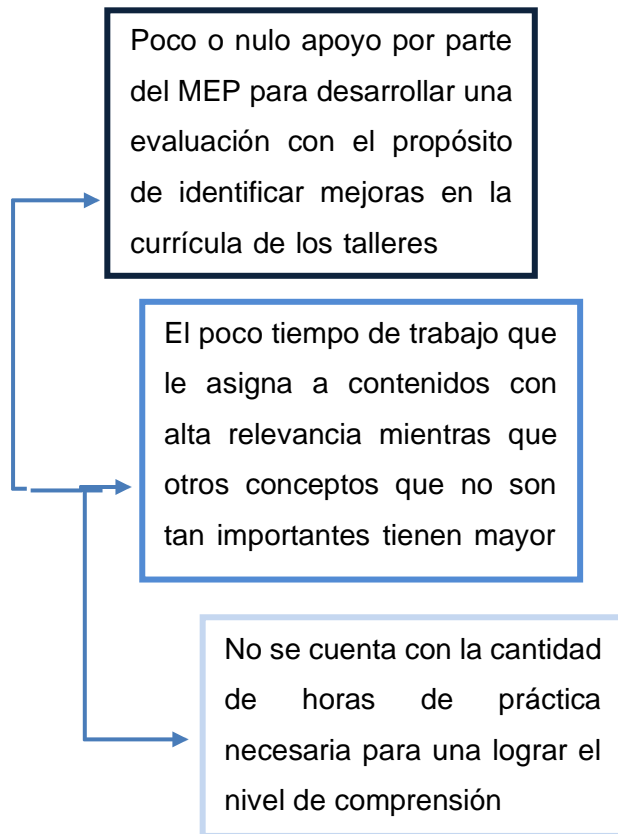 Poco o nulo apoyo por parte
del MEP para desarrollar una
evaluación con el propósito
de identificar mejoras en la
currícula de los talleres
El poco tiempo de trabajo que
le asigna a contenidos con
alta relevancia mientras que
otros conceptos que no son
tan importantes tienen mayor
No se cuenta con la cantidad
de horas de práctica
necesaria para una lograr el
nivel de comprensión